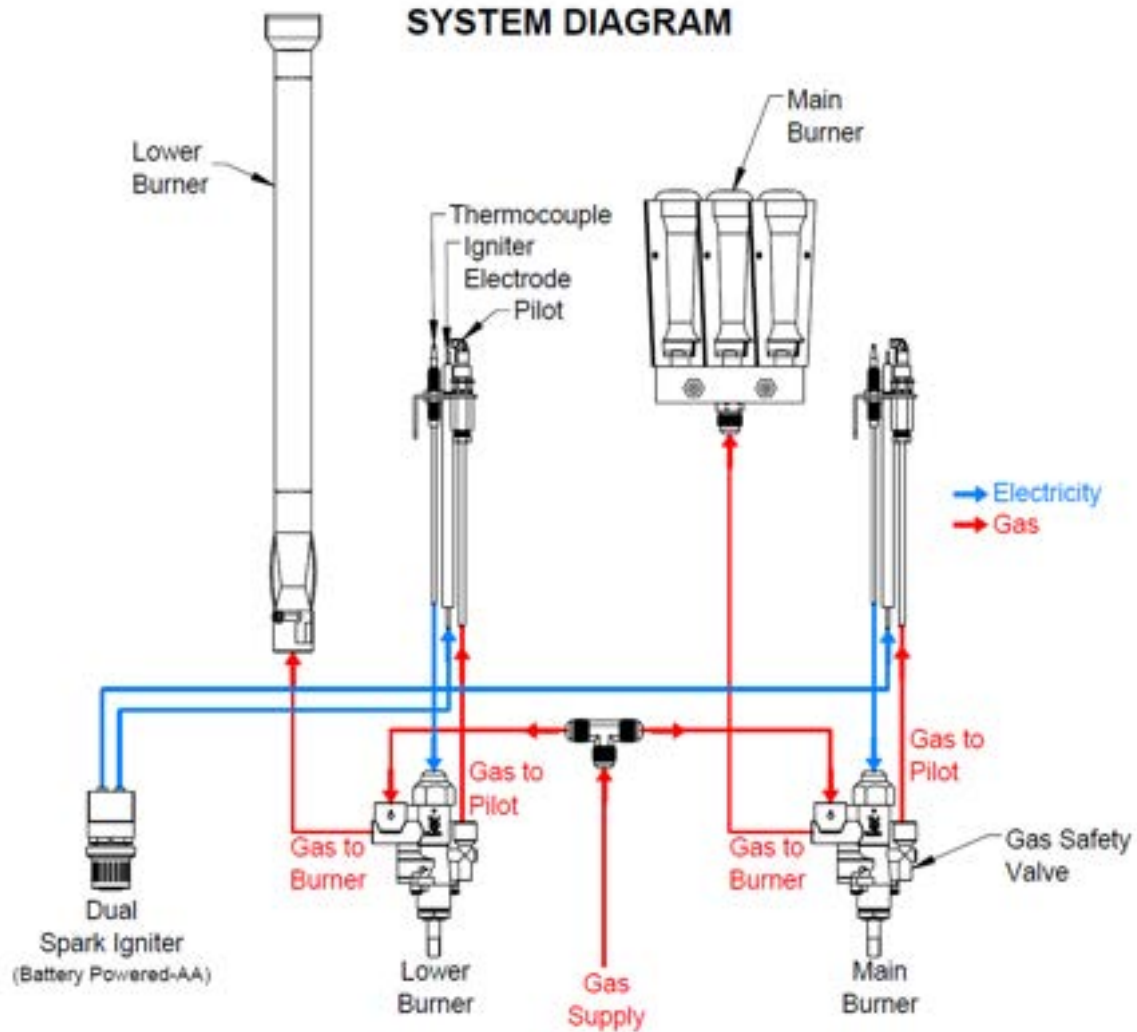 SYSTEM DIAGRAM
Main
Burner
Lower
Burner
Thermocouple
Igniter
Electrode
Pilot
Electricity
Gas
Gas to
Pilot
Gas to
Pilot
Gas to
Burner
Gas to
Burner
Gas Safety
Valve
Dual
Spark Igniter
(Battery Powered-AA)
Lower
Burner
Gas
Supply
Main
Burner